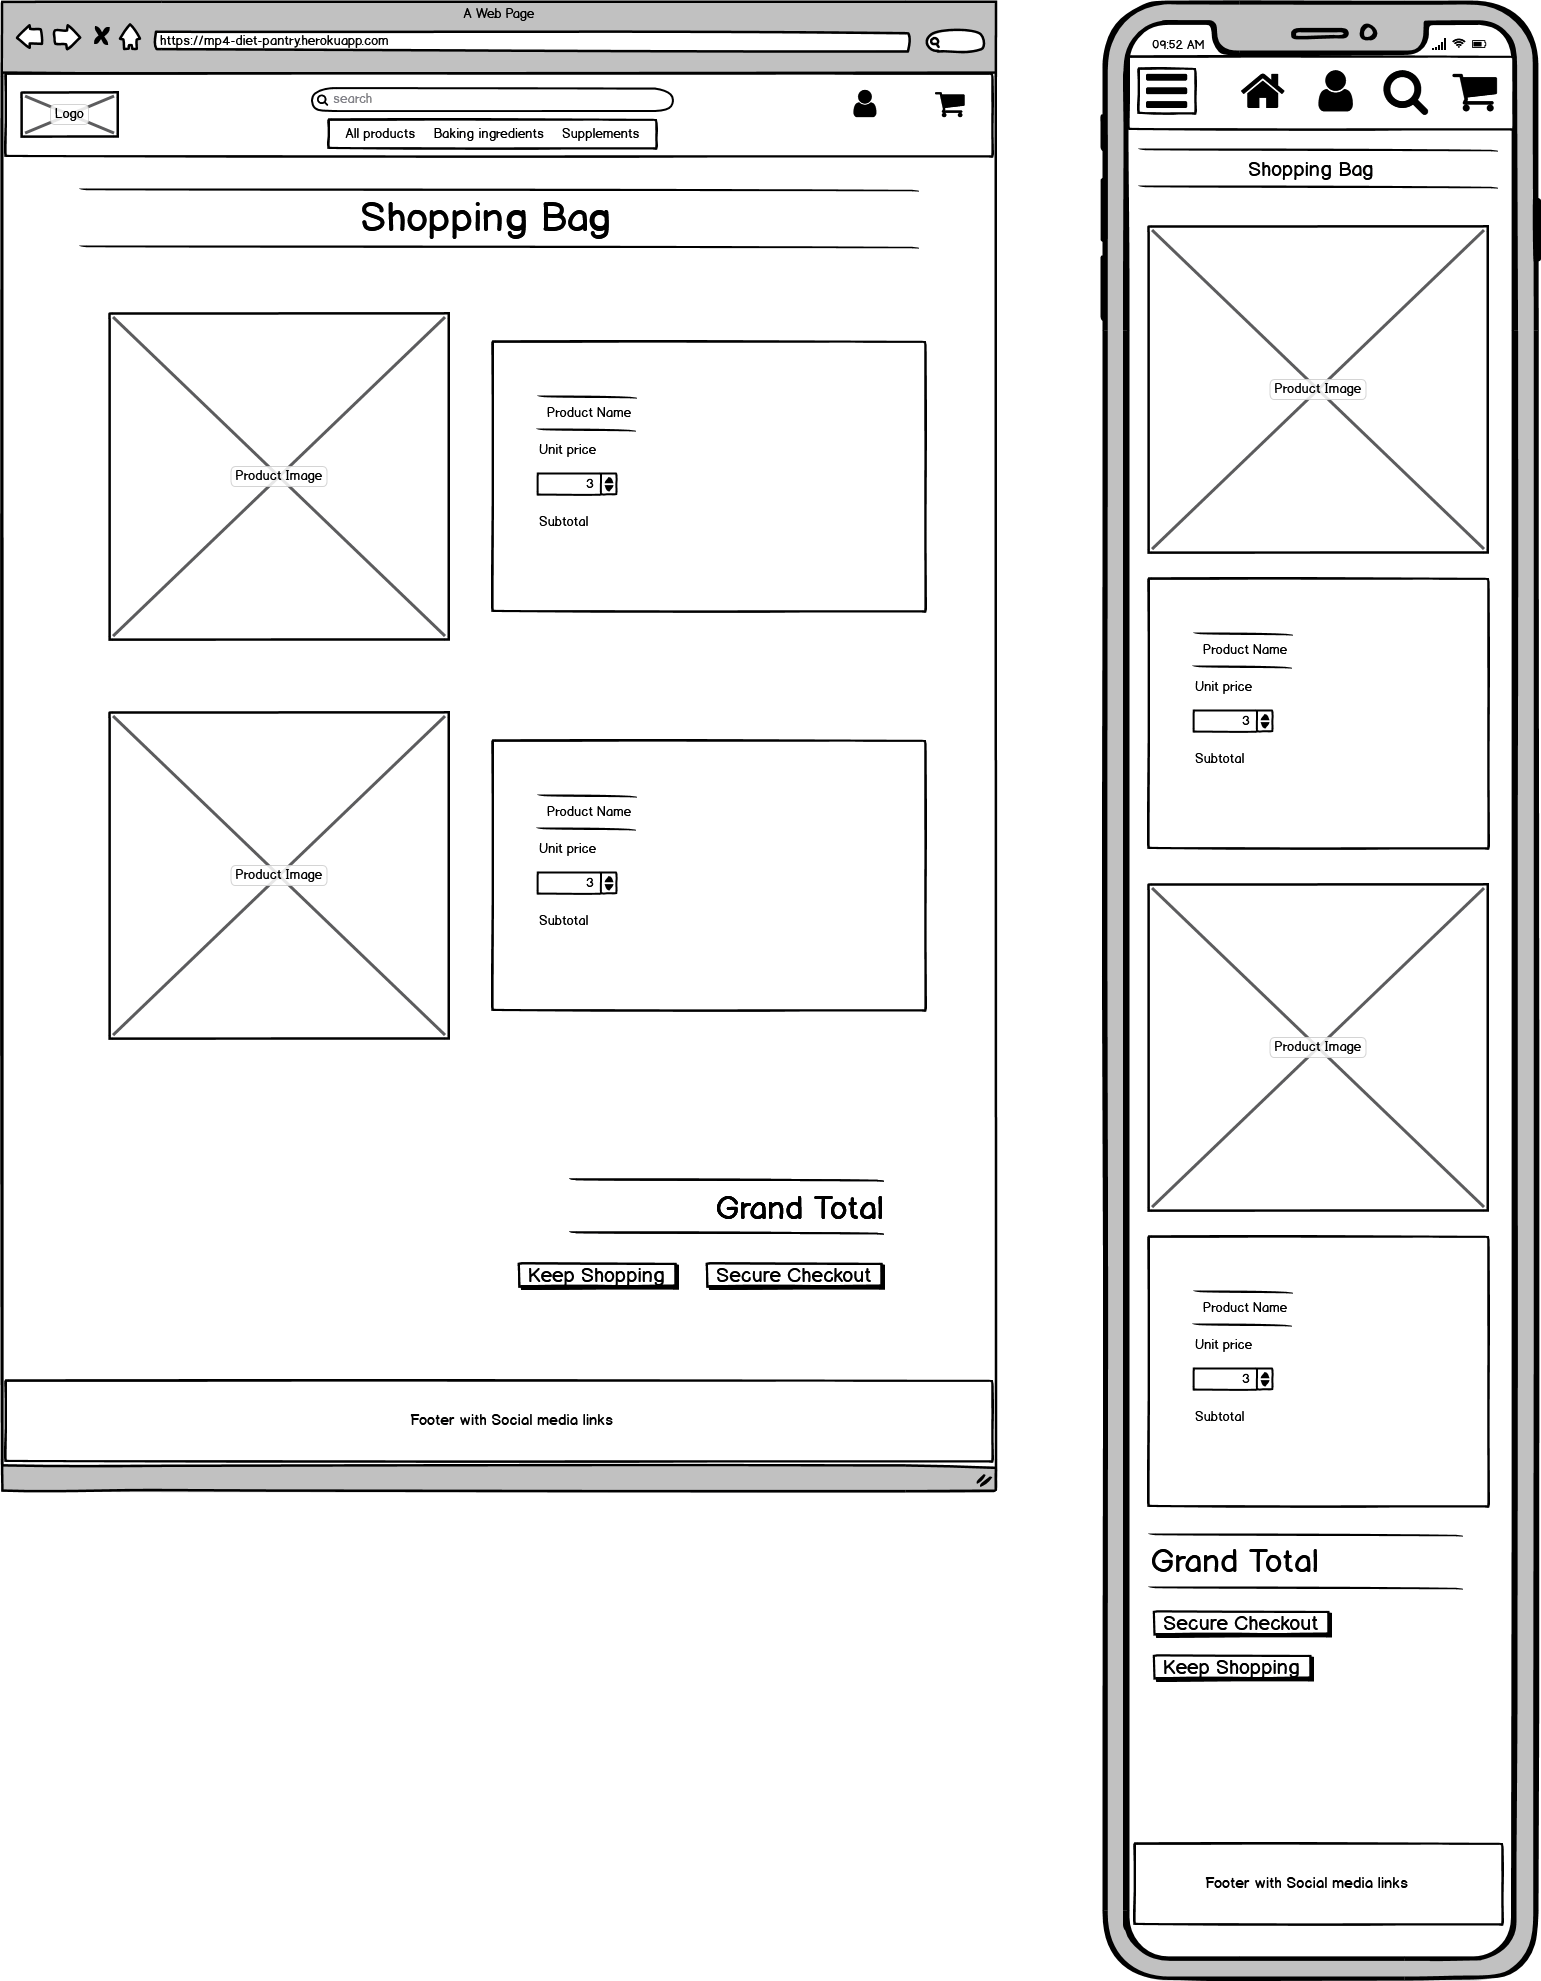 A Web Page
https://mp4-diet-pantry.herokuapp.com
Logo
search
All products Baking ingredients Supplements
Shopping Bag
Product Image
Product Name
Unit price
3
Subtotal
Product Image
Product Name
Unit price
3
Subtotal
Grand Total
Keep Shopping Secure Checkout
Footer with Social media links
09:52 AM
Shopping Bag
Product Image
Product Name
Unit price
3
Subtotal
Product Image
Product Name
Unit price
3
Subtotal
Grand Total
Secure Checkout
Keep Shopping
Footer with Social media links